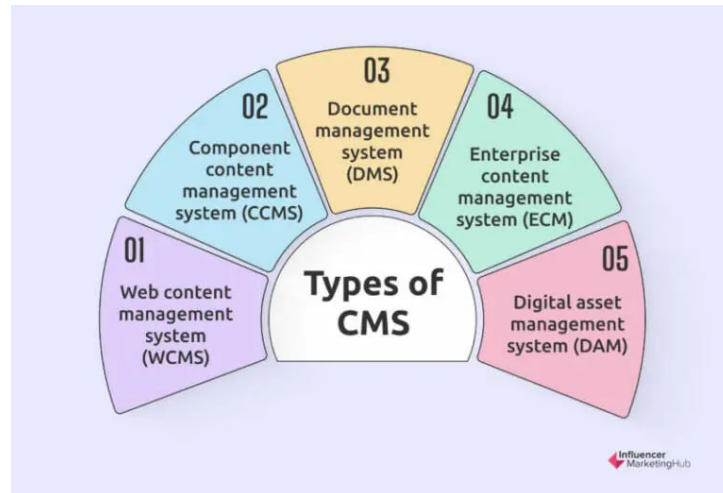 01
Web content
management
system
(WCMS)
02
Component
content
management
system (CCMS)
03
Document
management
system
(DMS)
04
Enterprise
content
management
system (ECM)
05
Digital asset
management
system (DAM)
Types of
CMS
Influencer
MarketingHub